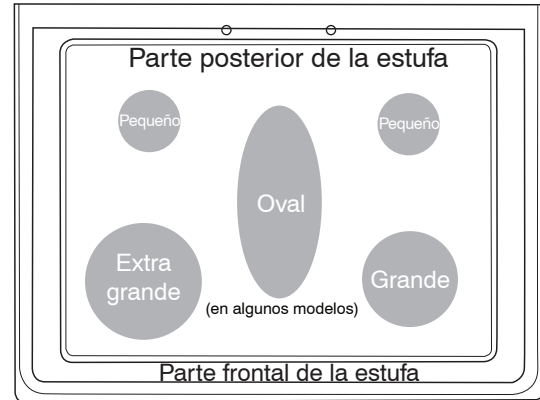 Parte posterior de la estufa
Pequeño
Pequeño
Oval
Extra
grande
Grande
(en algunos modelos)
Parte frontal de la estufa